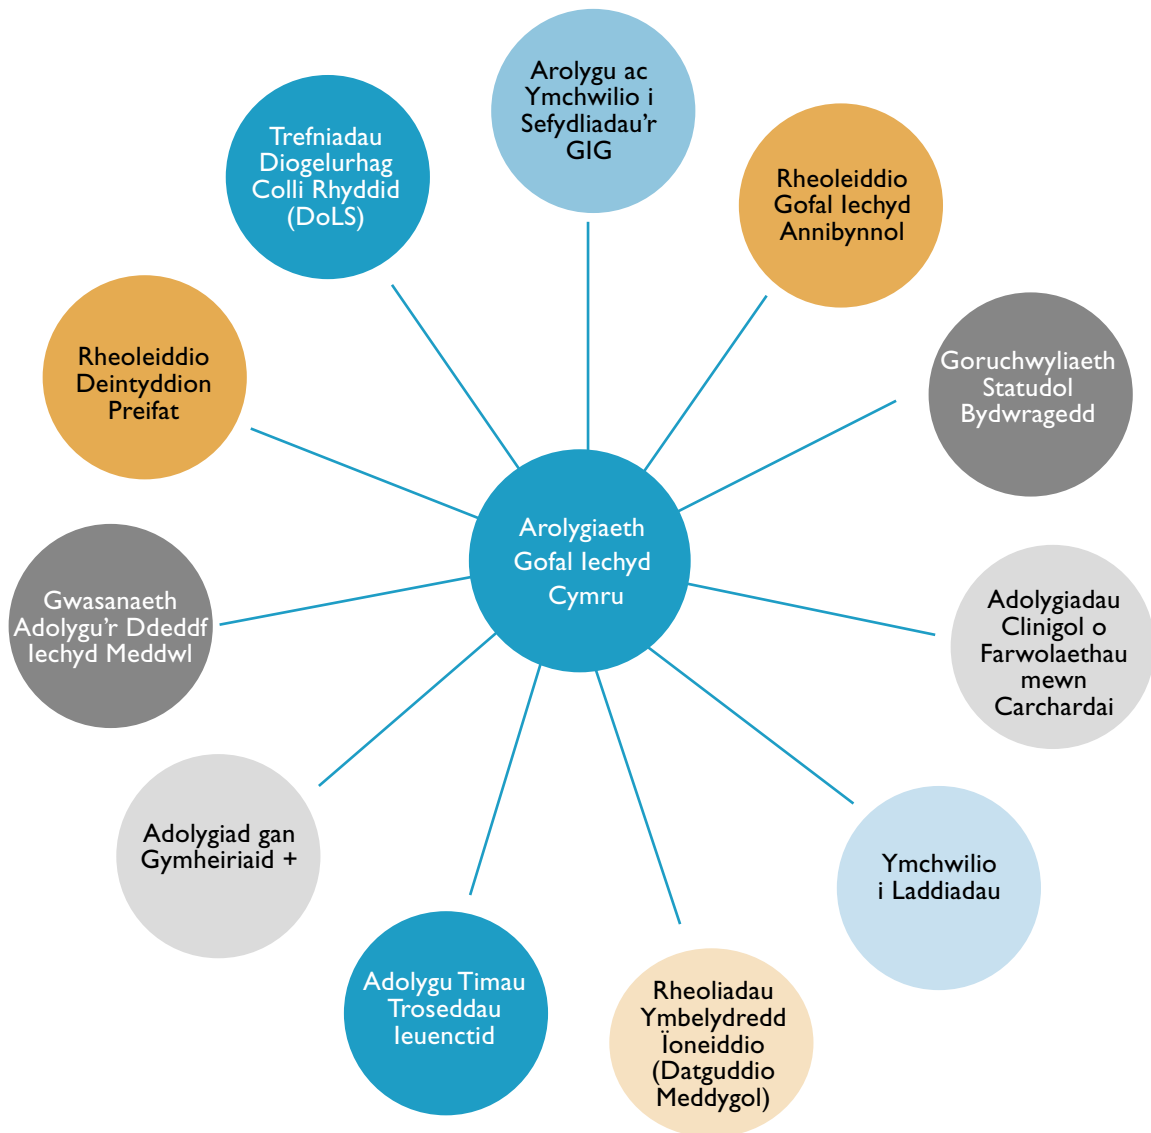 Arolygu ac
Ymchwilio i
Sefydliadau’r
GIG
Trefniadau
Diogelurhag
Colli Rhyddid
(DoLS)
Rheoleiddio
Gofal Iechyd
Annibynnol
Rheoleiddio
Deintyddion
Preifat
Goruchwyliaeth
Statudol
Bydwragedd
Arolygiaeth
Gofal Iechyd
Cymru
Gwasanaeth
Adolygu’r Ddeddf
Iechyd Meddwl
Adolygiadau
Clinigol o
Farwolaethau
mewn
Carchardai
Adolygiad gan
Gymheiriaid +
Ymchwilio
i Laddiadau
Adolygu Timau
Troseddau
Ieuenctid
Rheoliadau
Ymbelydredd
Ïoneiddio
(Datguddio
Meddygol)